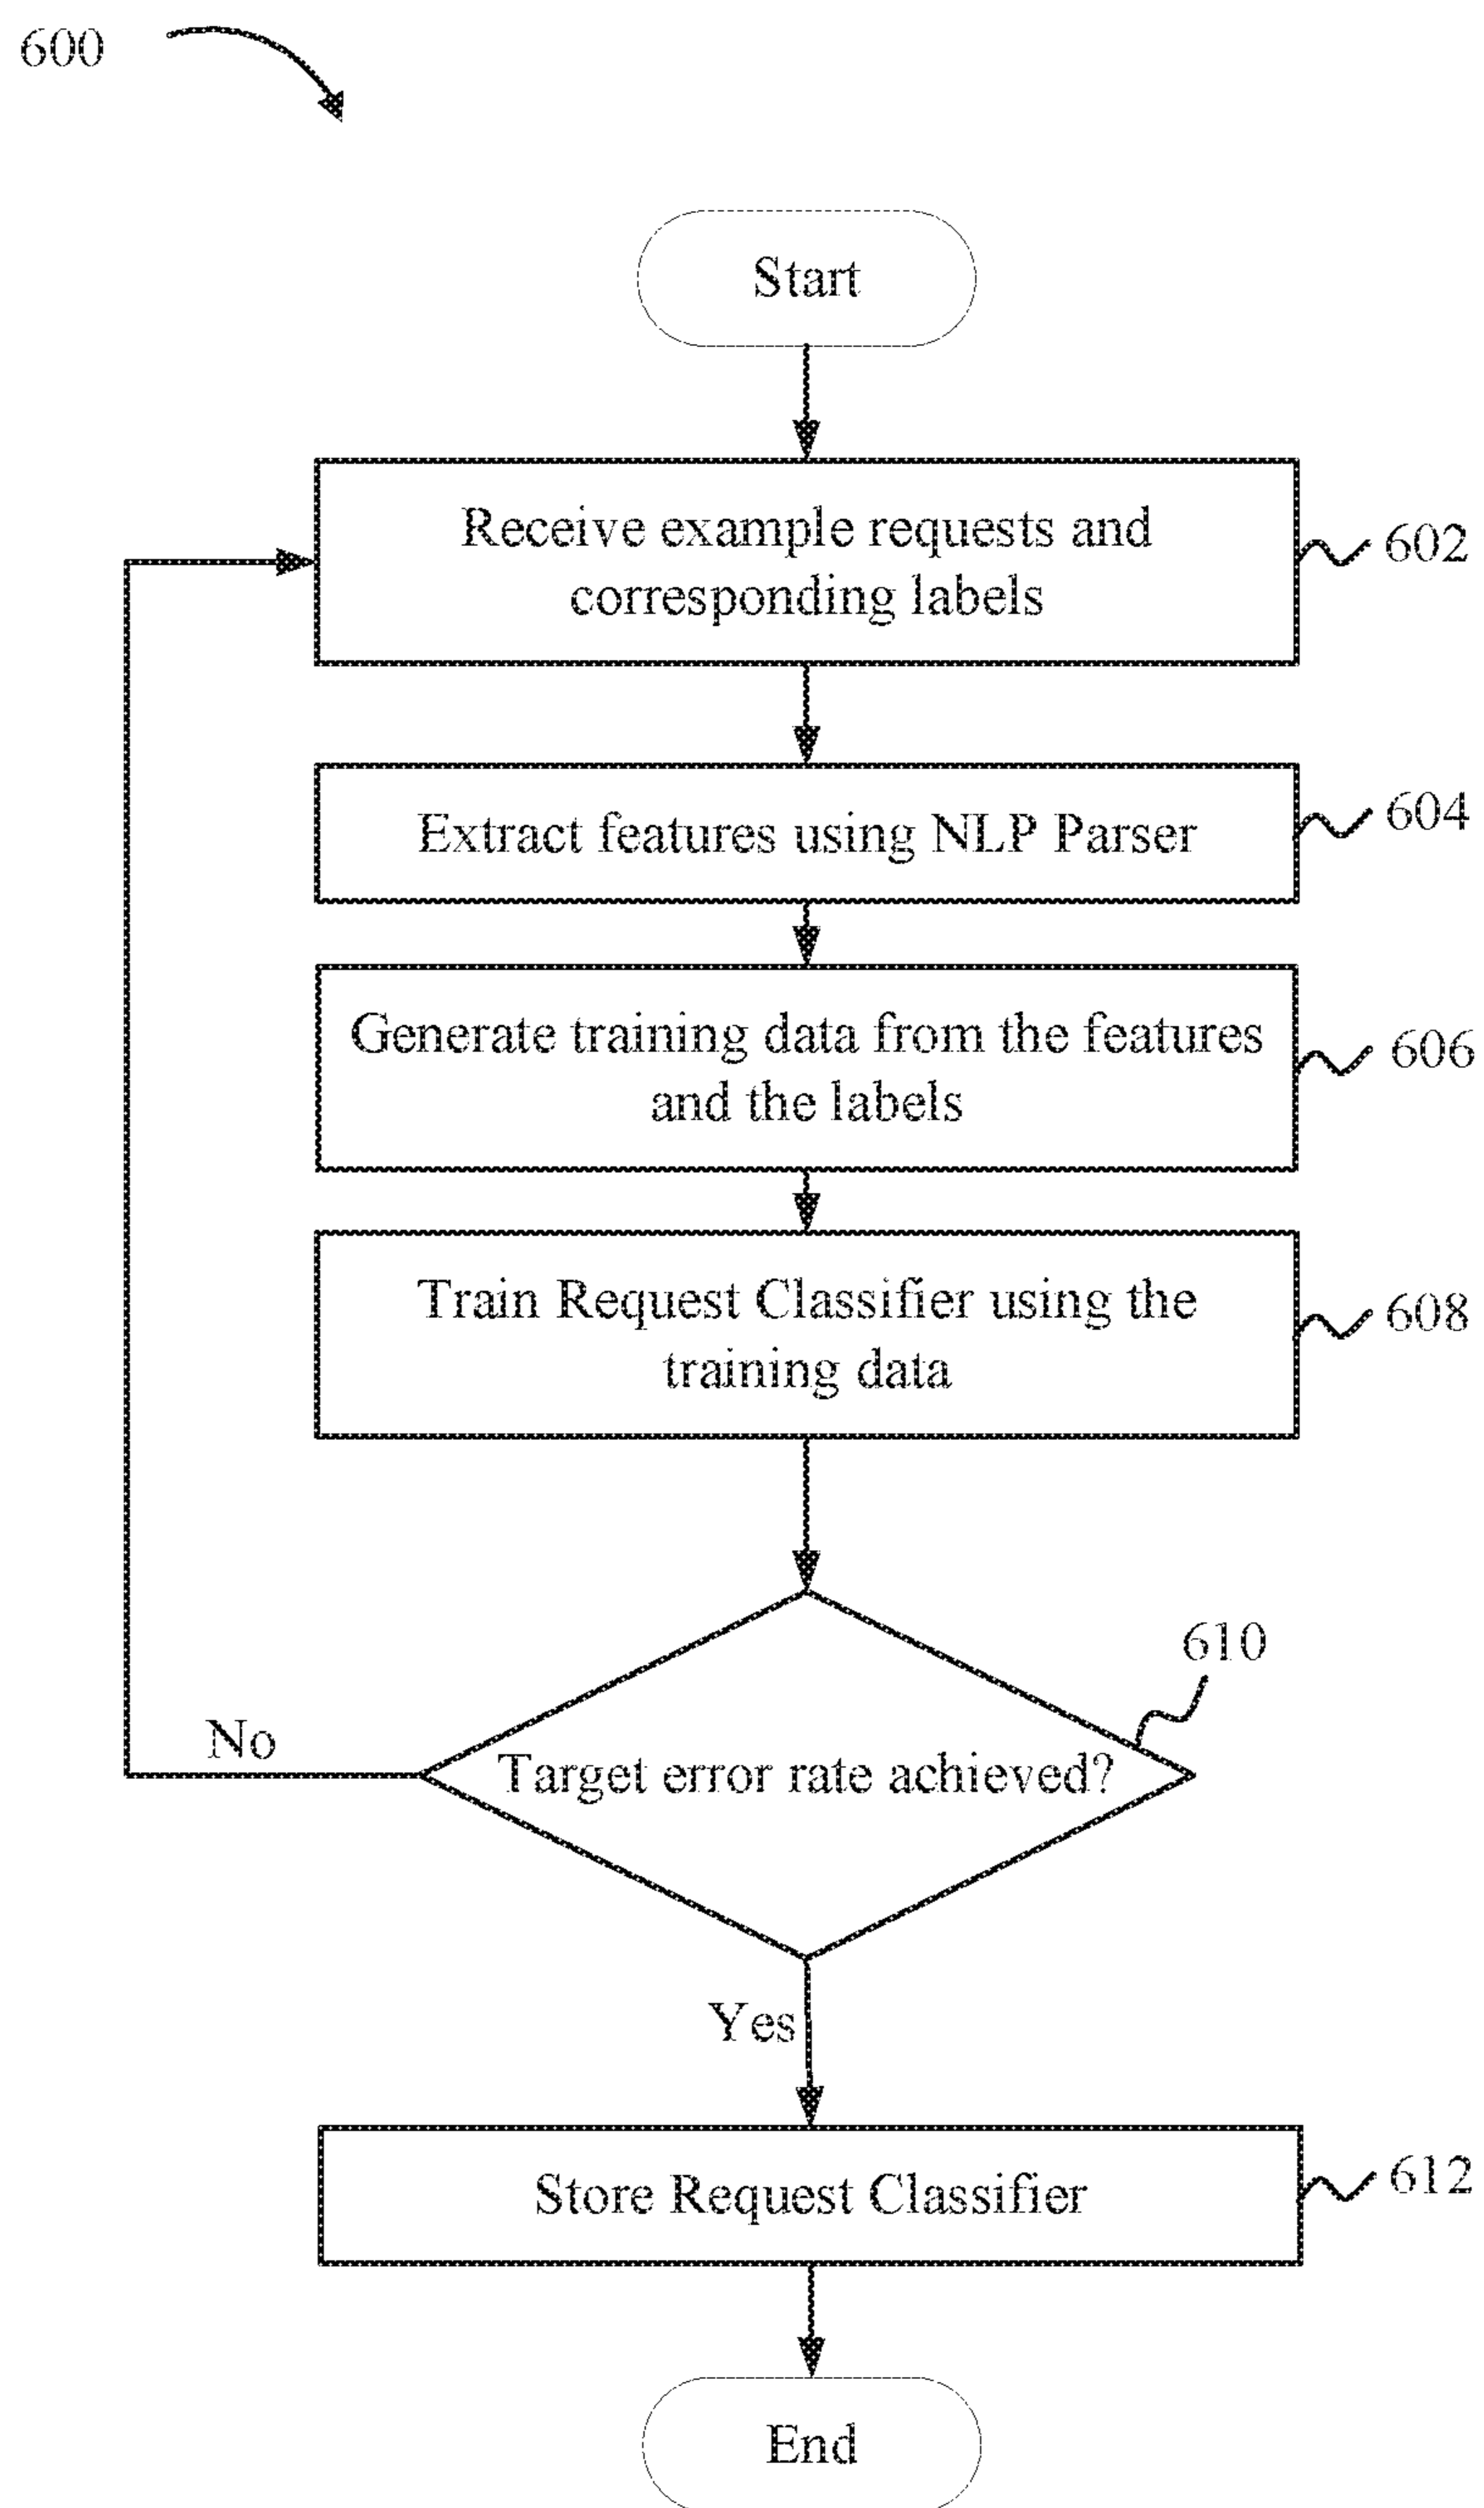 600
Start
Receive example requests and
corresponding labels
602
Extract features using NLP Parser
604
Generate training data from the features
and the labels
606
Train Request Classifier using the
training data
608
610
Target error rate achieved?
No
Yes
Store Request Classifier
612
End